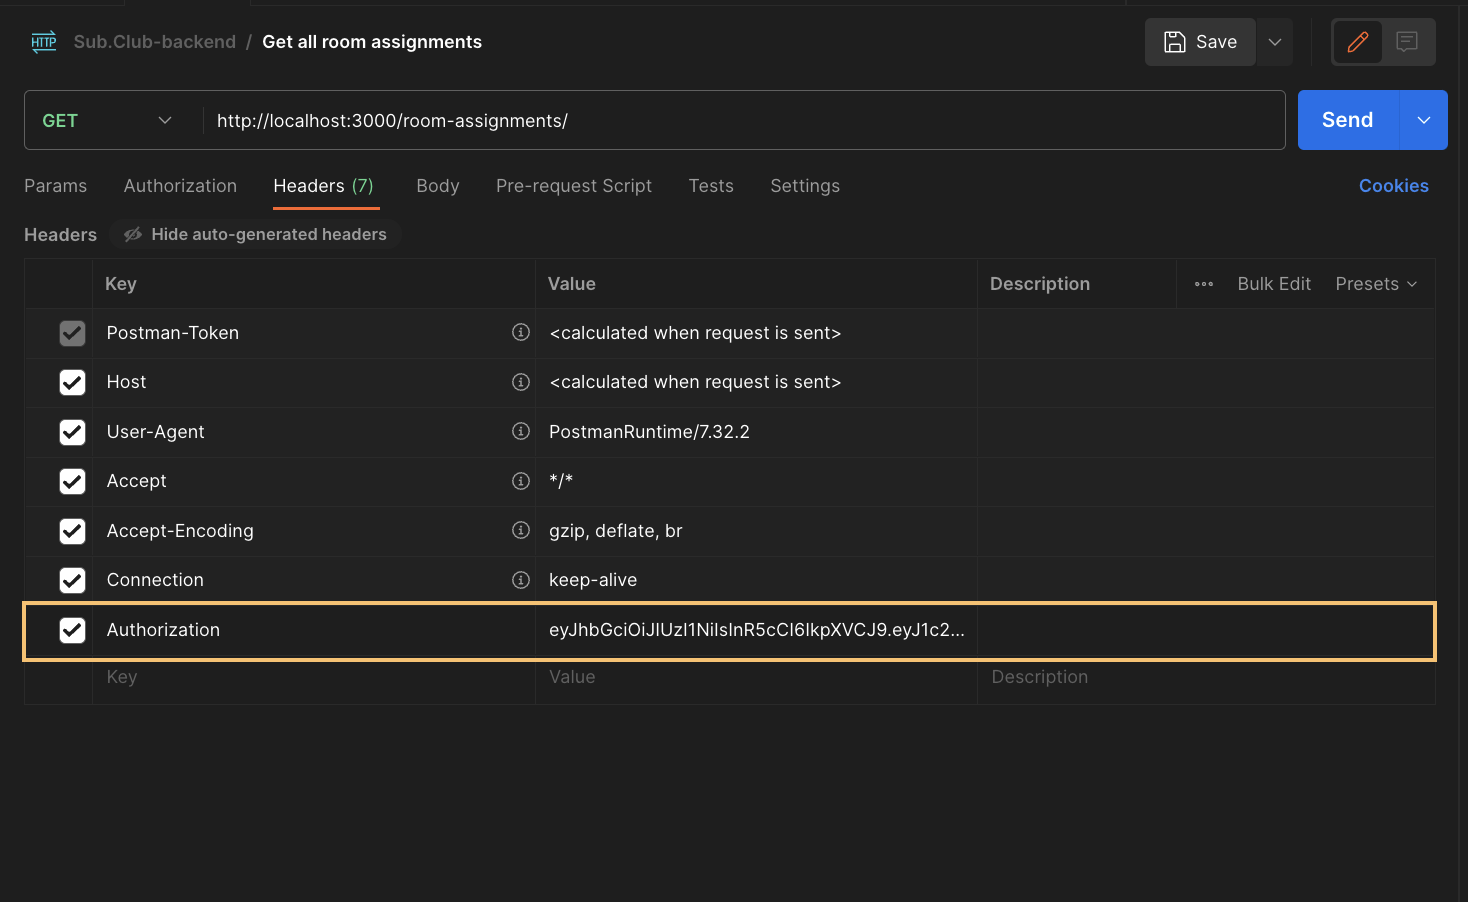 HTTP Sub.Club-backend / Get all room assignments Save
GET http://localhost:3000/room-assignments/ Send
Params Authorization Headers (7) Body Pre-request Script Tests Settings Cookies
Headers Hide auto-generated headers
Key Value Description Bulk Edit Presets
Postman-Token <calculated when request is sent>
Host <calculated when request is sent>
User-Agent PostmanRuntime/7.32.2
Accept */*
Accept-Encoding gzip, deflate, br
Connection keep-alive
Authorization eyJhbGciOiJIUzI1NiIsInR5cCI6IkpXVCJ9.eyJ1c2...
Key Value Description